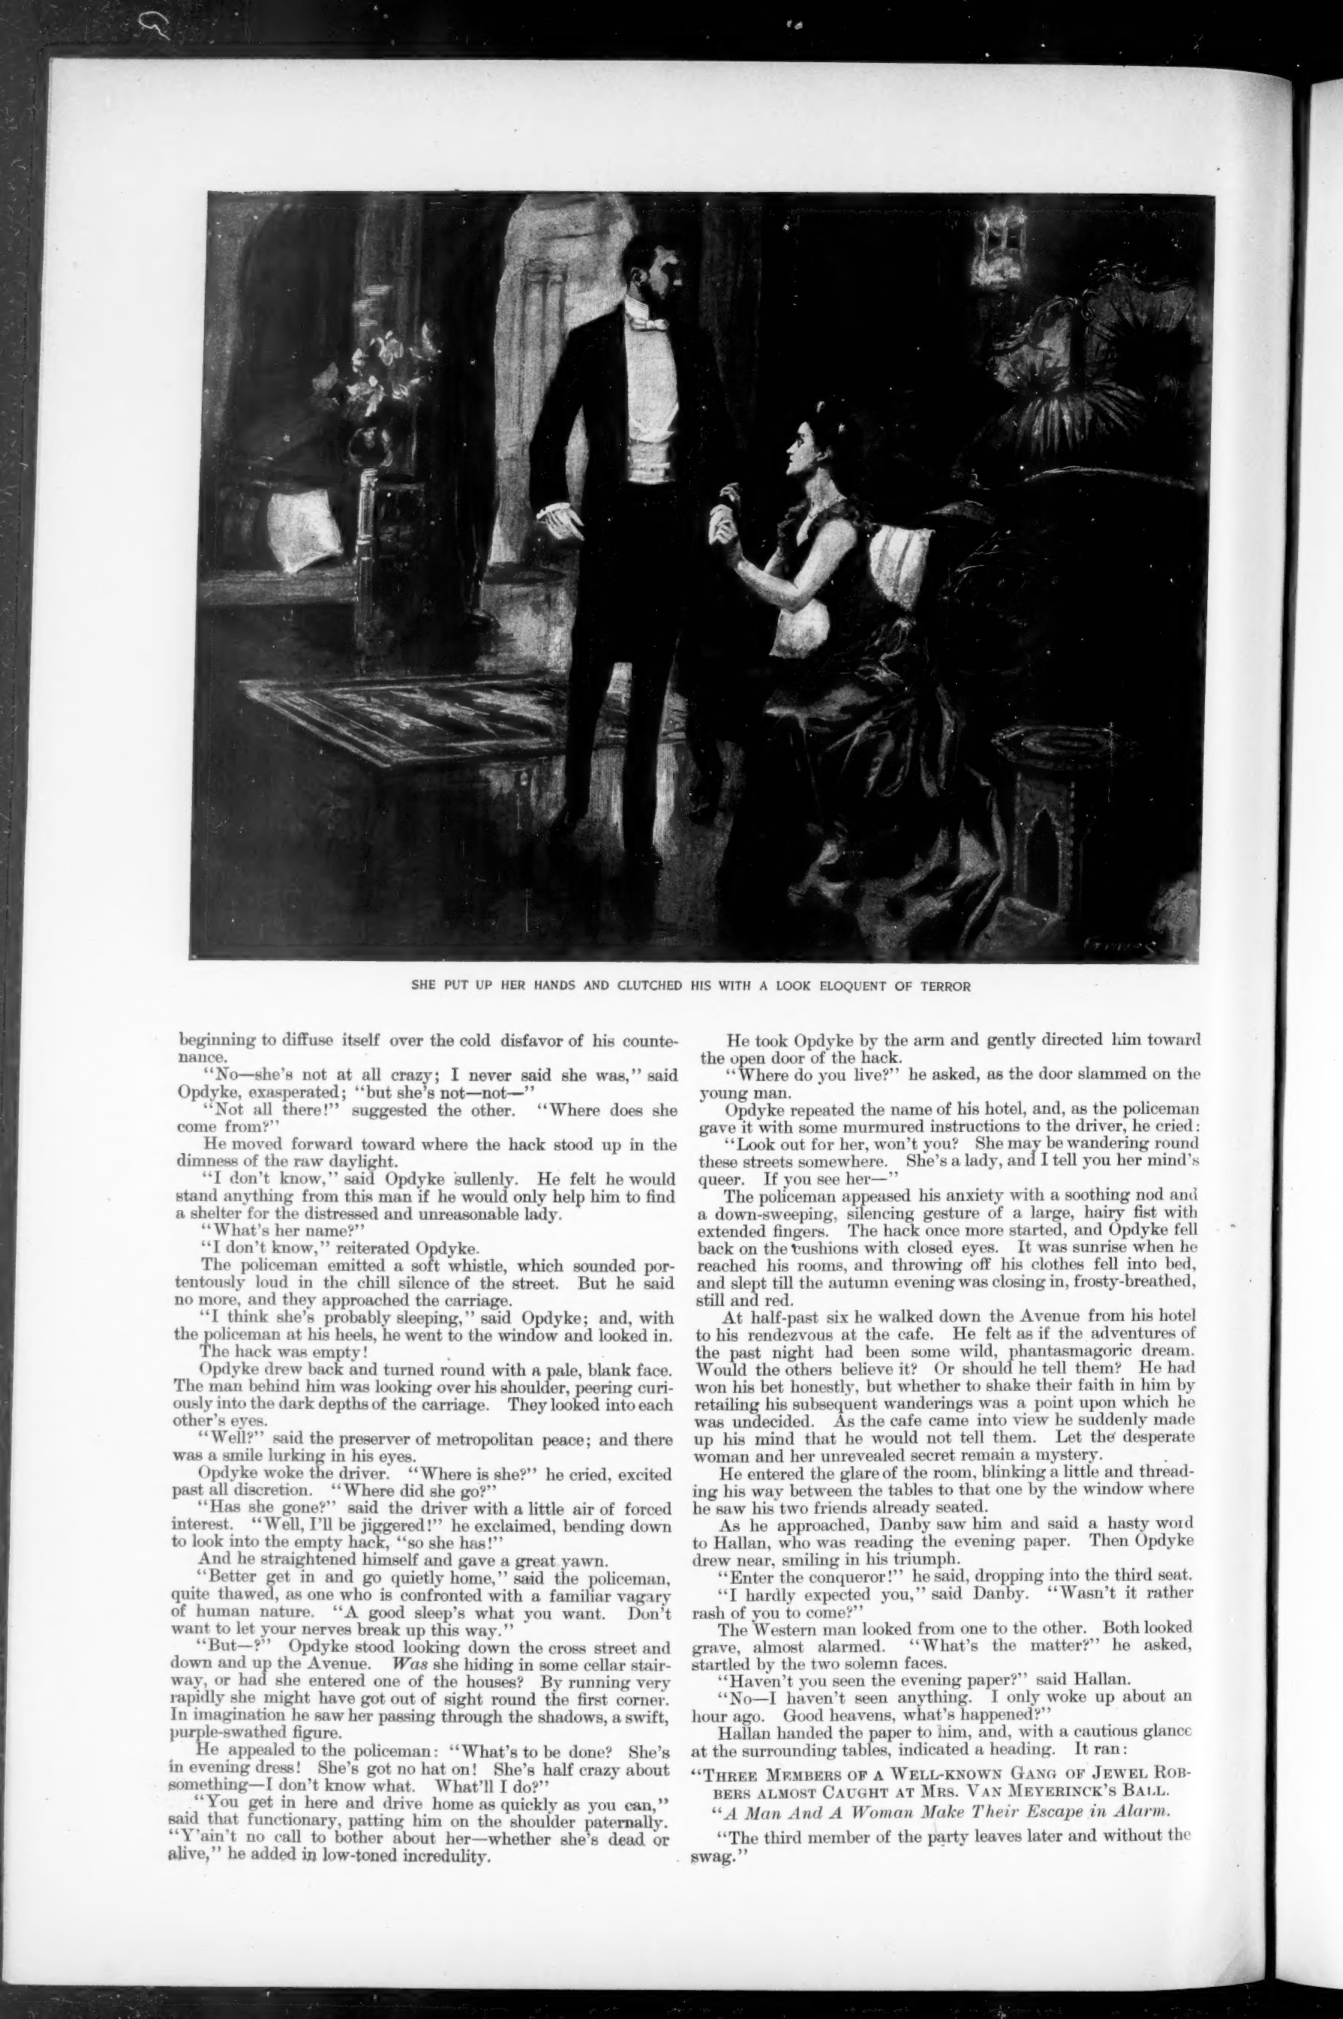 SHE PUT UP HER HANDS AND CLUTCHED HIS WITH A LOOK ELOQUENT OF TERROR
beginning to diffuse itself over the cold disfavor of his counte-
nance.
"No—she's not at all crazy; I never said she was," said
Opdyke, exasperated; "but she's not—not—"
"Not all there!" suggested the other. "Where does she
come from?"
He moved forward toward where the hack stood up in the
dimness of the raw daylight.
"I don't know," said Opdyke sullenly. He felt he would
stand anything from this man if he would only help him to find
a shelter for the distressed and unreasonable lady.
"What's her name?"
"I don't know," reiterated Opdyke.
The policeman emitted a soft whistle, which sounded por-
tentously loud in the chill silence of the street. But he said
no more, and they approached the carriage.
"I think she's probably sleeping," said Opdyke; and, with
the policeman at his heels, he went to the window and looked in.
The hack was empty!
Opdyke drew back and turned round with a pale, blank face.
The man behind him was looking over his shoulder, peering curi-
ously into the dark depths of the carriage. They looked into each
other's eyes.
"Well?" said the preserver of metropolitan peace; and there
was a smile lurking in his eyes.
Opdyke woke the driver. "Where is she?" he cried, excited
past all discretion. "Where did she go?"
"Has she gone?" said the driver with a little air of forced
interest. "Well, I'll be jiggered!" he exclaimed, bending down
to look into the empty hack, "so she has!"
And he straightened himself and gave a great yawn.
"Better get in and go quietly home," said the policeman,
quite thawed, as one who is confronted with a familiar vagary
of human nature. "A good sleep's what you want. Don't
want to let your nerves break up this way."
"But—?" Opdyke stood looking down the cross street and
down and up the Avenue. Was she hiding in some cellar stair-
way, or had she entered one of the houses? By running very
rapidly she might have got out of sight round the first corner.
In imagination he saw her passing through the shadows, a swift,
purple-swathed figure.
He appealed to the policeman: "What's to be done? She's
in evening dress! She's got no hat on! She's half crazy about
something—I don't know what. What'll I do?"
"You get in here and drive home as quickly as you can,"
said that functionary, patting him on the shoulder paternally.
"Y'ain't no call to bother about her—whether she's dead or
alive," he added in low-toned incredulity.
He took Opdyke by the arm and gently directed him toward
the open door of the hack.
"Where do you live?" he asked, as the door slammed on the
young man.
Opdyke repeated the name of his hotel, and, as the policeman
gave it with some murmured instructions to the driver, he cried:
"Look out for her, won't you? She may be wandering round
these streets somewhere. She's a lady, and I tell you her mind's
queer. If you see her—"
The policeman appeased his anxiety with a soothing nod and
a down-sweeping, silencing gesture of a large, hairy fist with
extended fingers. The hack once more started, and Opdyke fell
back on the cushions with closed eyes. It was sunrise when he
reached his rooms, and throwing off his clothes fell into bed,
and slept till the autumn evening was closing in, frosty-breathed,
still and red.
At half-past six he walked down the Avenue from his hotel
to his rendezvous at the cafe. He felt as if the adventures of
the past night had been some wild, phantasmagoric dream.
Would the others believe it? Or should he tell them? He had
won his bet honestly, but whether to shake their faith in him by
retailing his subsequent wanderings was a point upon which he
was undecided. As the cafe came into view he suddenly made
up his mind that he would not tell them. Let the desperate
woman and her unrevealed secret remain a mystery.
He entered the glare of the room, blinking a little and thread-
ing his way between the tables to that one by the window where
he saw his two friends already seated.
As he approached, Danby saw him and said a hasty word
to Hallan, who was reading the evening paper. Then Opdyke
drew near, smiling in his triumph.
"Enter the conqueror!" he said, dropping into the third seat.
"I hardly expected you," said Danby. "Wasn't it rather
rash of you to come?"
The Western man looked from one to the other. Both looked
grave, almost alarmed. "What's the matter?" he asked,
startled by the two solemn faces.
"Haven't you seen the evening paper?" said Hallan.
"No—I haven't seen anything. I only woke up about an
hour ago. Good heavens, what's happened?"
Hallan handed the paper to him, and, with a cautious glance
at the surrounding tables, indicated a heading. It ran:
"THREE MEMBERS OF A WELL-KNOWN GANG OF JEWEL ROB-
BERS ALMOST CAUGHT AT MRS. VAN MEYERINCK'S BALL.
"A Man And A Woman Make Their Escape in Alarm.
"The third member of the party leaves later and without the
swag."